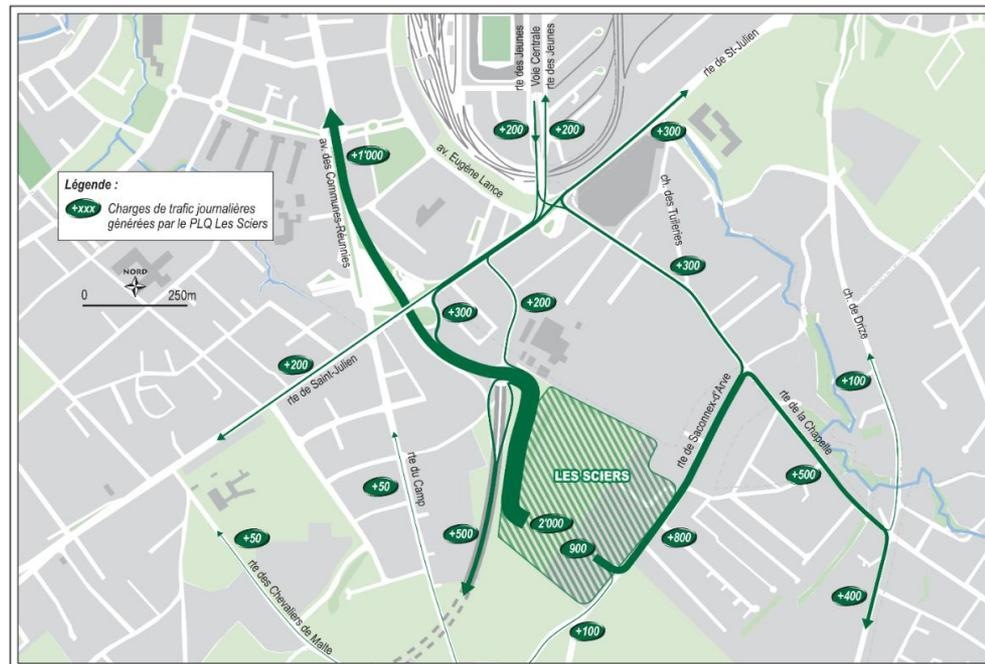 rte des Jeunes
Voie Centrale
rte des Jeunes
rte de St-Julien
+200
+200
+300
+1'000
av. Eugène Lance
av. des Communes-Réunies
Légende :
+xxx Charges de trafic journalières
générées par le PLQ Les Sciers
ch. des Tuileries
NORD
0 250m
+300
ch. de Drize
+300
+200
+200
rte de Saint-Julien
+100
rte de Saconnex-d'Arve
rte de la Chapelle
LES SCIERS
+50
rte du Camp
+500
2'000
+500
900
+800
+50
rte des Chevaliers de Malte
+400
+100